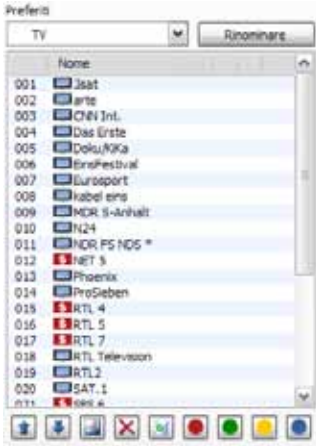 Preferiti
TV Rinominare
Nome
001 3sat
002 arte
003 CNN Int.
004 Das Erste
005 Doku/KiKa
006 EinsFestival
007 Eurosport
008 kabel eins
009 MDR S-Anhalt
010 N24
011 NDR FS NDS *
012 $ NET 5
013 Phoenix
014 ProSieben
015 $ RTL 4
016 $ RTL 5
017 $ RTL 7
018 RTL Television
019 RTL2
020 SAT.1
021 $ SBS 6